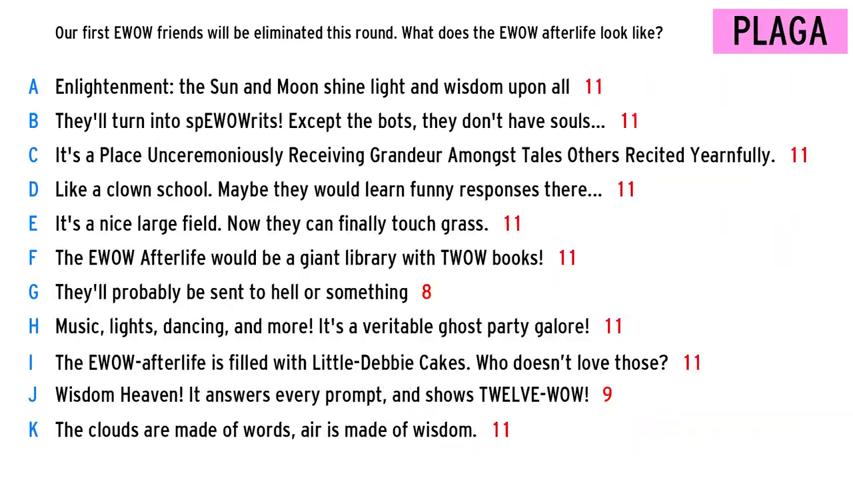 Our first EWOW friends will be eliminated this round. What does the EWOW afterlife look like?
PLAGA
A Enlightenment: the Sun and Moon shine light and wisdom upon all 11
B They'll turn into spEWOWrits! Except the bots, they don't have souls... 11
C It's a Place Unceremoniously Receiving Grandeur Amongst Tales Others Recited Yearnfully. 11
D Like a clown school. Maybe they would learn funny responses there... 11
E It's a nice large field. Now they can finally touch grass. 11
F The EWOW Afterlife would be a giant library with TWOW books! 11
G They'll probably be sent to hell or something 8
H Music, lights, dancing, and more! It's a veritable ghost party galore! 11
I The EWOW-afterlife is filled with Little-Debbie Cakes. Who doesn’t love those? 11
J Wisdom Heaven! It answers every prompt, and shows TWELVE-WOW! 9
K The clouds are made of words, air is made of wisdom. 11